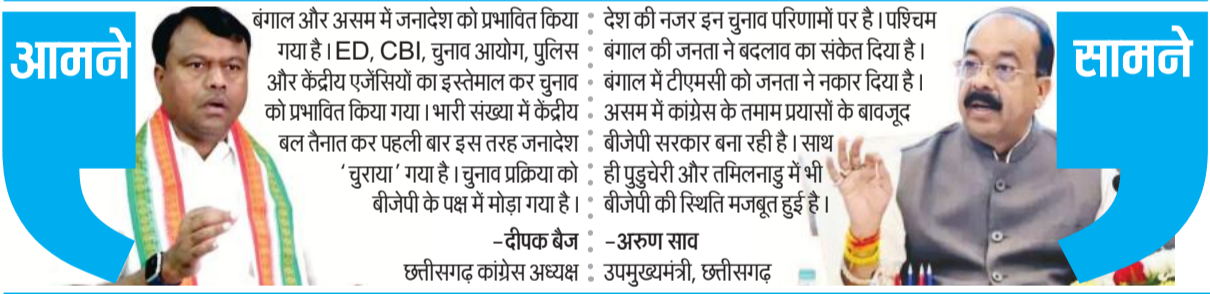 आमने
बंगाल और असम में जनादेश को प्रभावित किया
गया है। ED, CBI, चुनाव आयोग, पुलिस
और केंद्रीय एजेंसियों का इस्तेमाल कर चुनाव
को प्रभावित किया गया। भारी संख्या में केंद्रीय
बल तैनात कर पहली बार इस तरह जनादेश
‘चुराया’ गया है। चुनाव प्रक्रिया को
बीजेपी के पक्ष में मोड़ा गया है।
–दीपक बैज
छत्तीसगढ़ कांग्रेस अध्यक्ष
देश की नजर इन चुनाव परिणामों पर है। पश्चिम
बंगाल की जनता ने बदलाव का संकेत दिया है।
बंगाल में टीएमसी को जनता ने नकार दिया है।
असम में कांग्रेस के तमाम प्रयासों के बावजूद
बीजेपी सरकार बना रही है। साथ
ही पुडुचेरी और तमिलनाडु में भी
बीजेपी की स्थिति मजबूत हुई है।
–अरुण साव
उपमुख्यमंत्री, छत्तीसगढ़
सामने